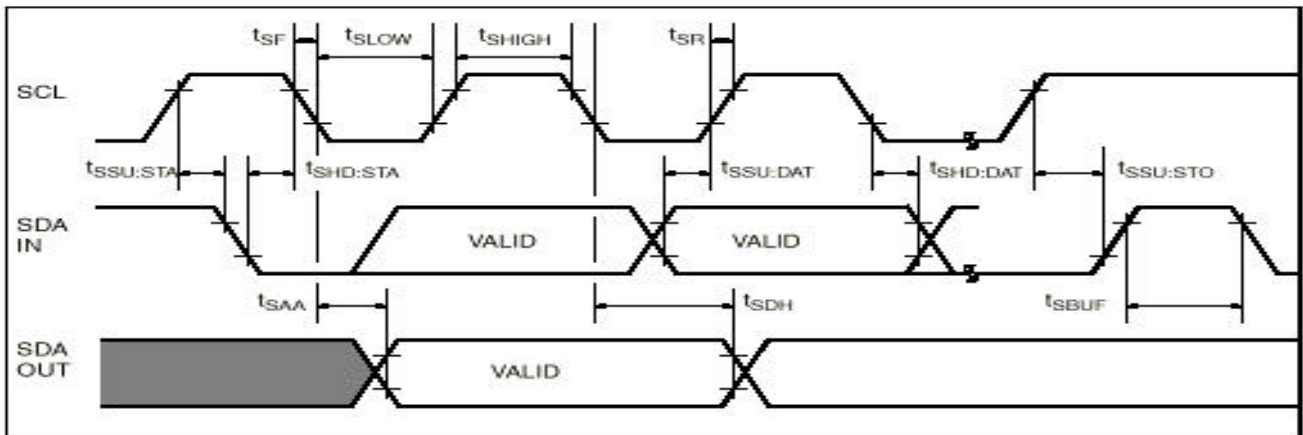 tSF tSLOW tSHIGH tSR
SCL
tSSU:STA tSHD:STA tSSU:DAT tSHD:DAT tSSU:STO
SDA
IN
VALID VALID
tSAA tSDH tSBUF
SDA
OUT
VALID